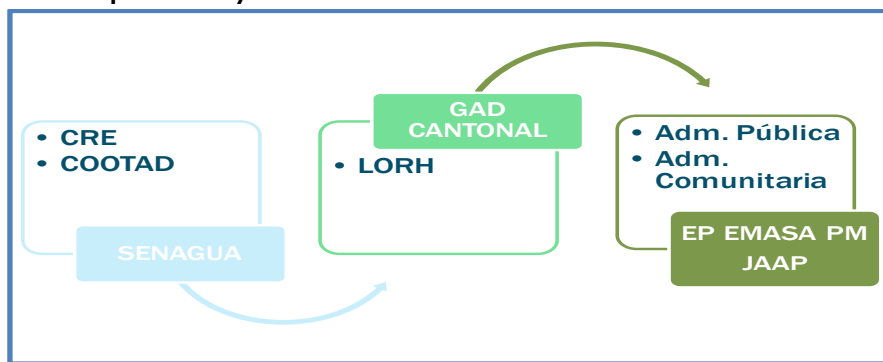 • CRE
• COOTAD
SENAGUA
GAD
CANTONAL
• LORH
• Adm. Pública
• Adm.
Comunitaria
EP EMASA PM
JAAP